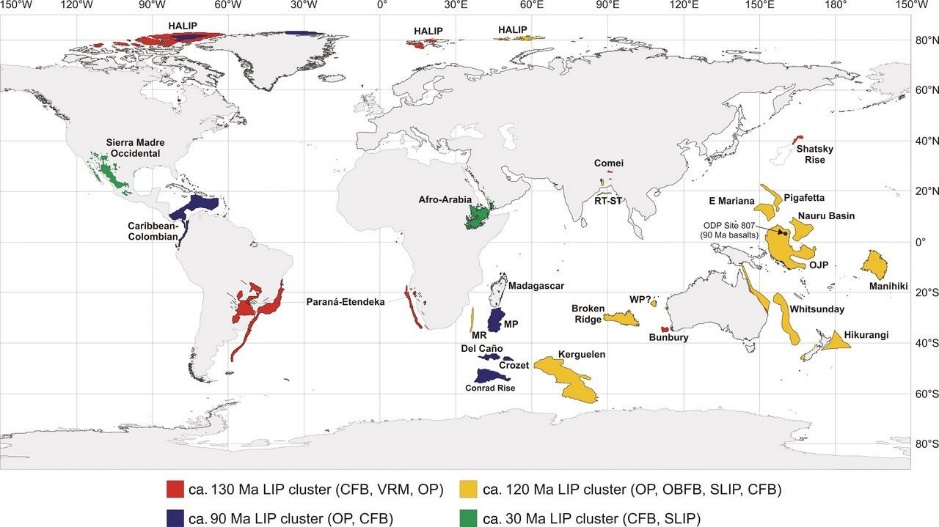 150°W 120°W 90°W 60°W 30°W 0° 30°E 60°E 90°E 120°E 150°E 180° 150°W
HALIP
HALIP
HALIP
80°N
60°N
40°N
20°N
0°
20°S
40°S
60°S
80°S
Sierra Madre
Occidental
Caribbean-
Colombian
Paraná-Etendeka
Afro-Arabia
Comei
RT-ST
Shatsky
Rise
E Mariana
Pigafetta
Nauru Basin
ODP Site 807
(90 Ma basalts)
OJP
Manihiki
Madagascar
MP
MR
Del Caño
Crozet
Conrad Rise
Kerguelen
Broken
Ridge
WP?
Bunbury
Whitsunday
Hikurangi
ca. 130 Ma LIP cluster (CFB, VRM, OP)
ca. 120 Ma LIP cluster (OP, OBFB, SLIP, CFB)
ca. 90 Ma LIP cluster (OP, CFB)
ca. 30 Ma LIP cluster (CFB, SLIP)